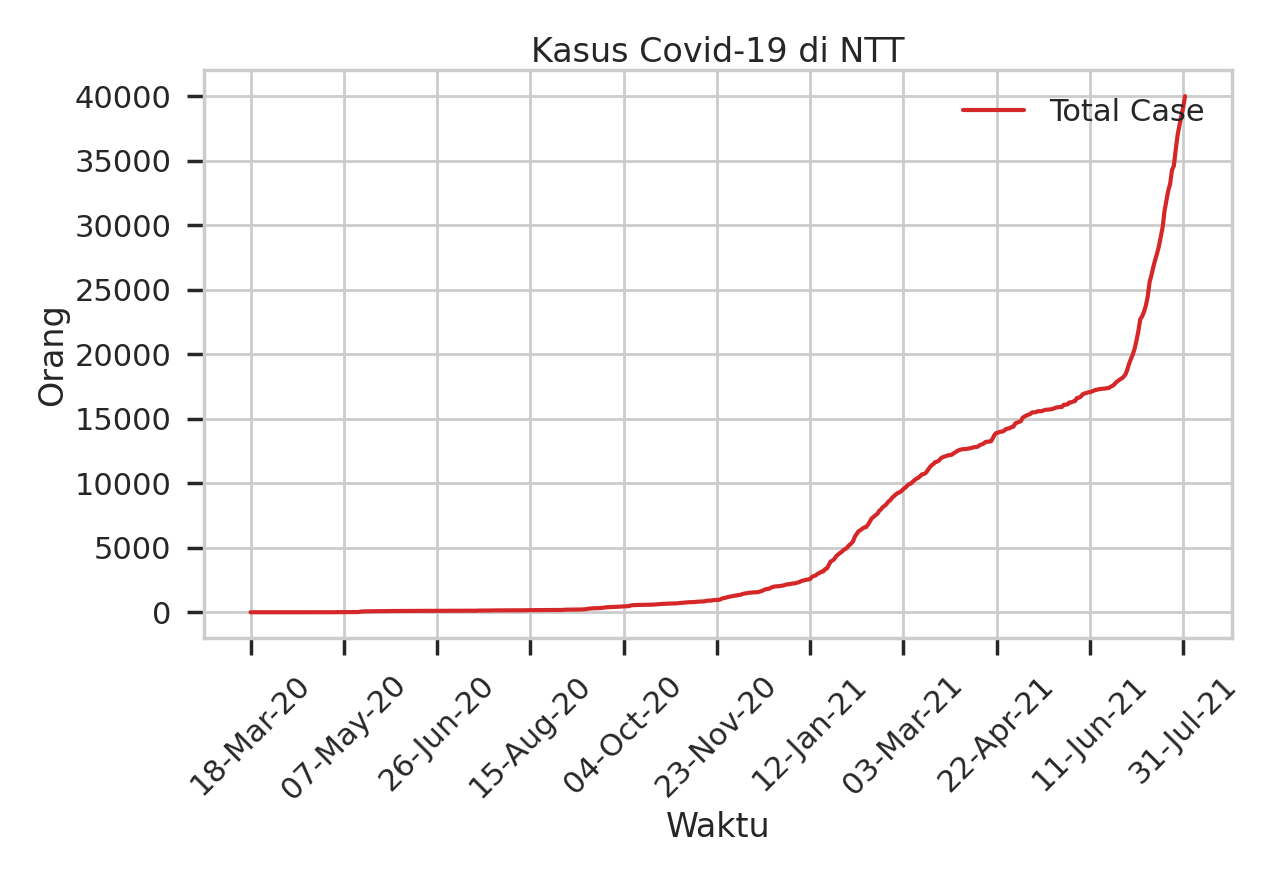 Kasus Covid-19 di NTT
Total Case
Orang
40000
35000
30000
25000
20000
15000
10000
5000
0
18-Mar-20
07-May-20
26-Jun-20
15-Aug-20
04-Oct-20
23-Nov-20
12-Jan-21
03-Mar-21
22-Apr-21
11-Jun-21
31-Jul-21
Waktu